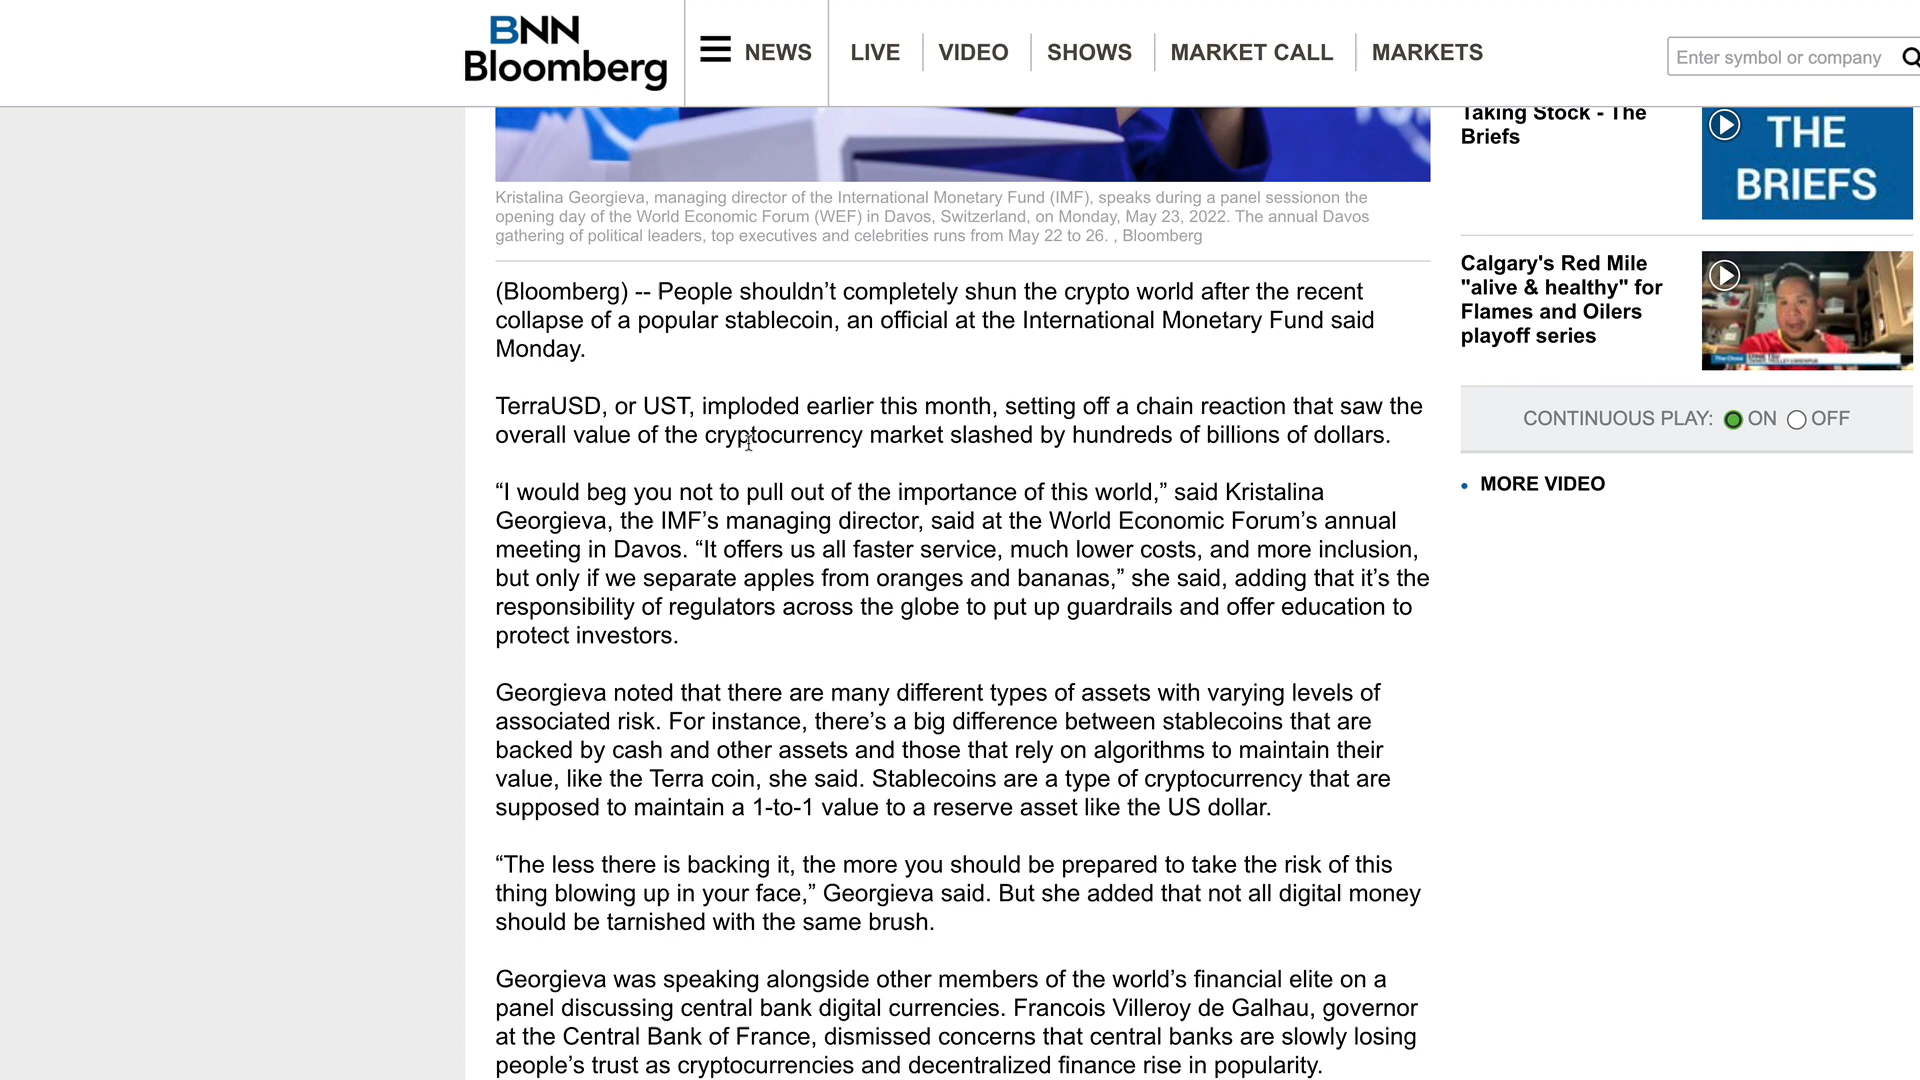 BNN
Bloomberg
NEWS
LIVE
VIDEO
SHOWS
MARKET CALL
MARKETS
Enter symbol or company
Kristalina Georgieva, managing director of the International Monetary Fund (IMF), speaks during a panel sessionon the
opening day of the World Economic Forum (WEF) in Davos, Switzerland, on Monday, May 23, 2022. The annual Davos
gathering of political leaders, top executives and celebrities runs from May 22 to 26. , Bloomberg
(Bloomberg) -- People shouldn’t completely shun the crypto world after the recent
collapse of a popular stablecoin, an official at the International Monetary Fund said
Monday.
TerraUSD, or UST, imploded earlier this month, setting off a chain reaction that saw the
overall value of the cryptocurrency market slashed by hundreds of billions of dollars.
“I would beg you not to pull out of the importance of this world,” said Kristalina
Georgieva, the IMF’s managing director, said at the World Economic Forum’s annual
meeting in Davos. “It offers us all faster service, much lower costs, and more inclusion,
but only if we separate apples from oranges and bananas,” she said, adding that it’s the
responsibility of regulators across the globe to put up guardrails and offer education to
protect investors.
Georgieva noted that there are many different types of assets with varying levels of
associated risk. For instance, there’s a big difference between stablecoins that are
backed by cash and other assets and those that rely on algorithms to maintain their
value, like the Terra coin, she said. Stablecoins are a type of cryptocurrency that are
supposed to maintain a 1-to-1 value to a reserve asset like the US dollar.
“The less there is backing it, the more you should be prepared to take the risk of this
thing blowing up in your face,” Georgieva said. But she added that not all digital money
should be tarnished with the same brush.
Georgieva was speaking alongside other members of the world’s financial elite on a
panel discussing central bank digital currencies. Francois Villeroy de Galhau, governor
at the Central Bank of France, dismissed concerns that central banks are slowly losing
people’s trust as cryptocurrencies and decentralized finance rise in popularity.
Taking Stock - The
Briefs
THE
BRIEFS
Calgary's Red Mile
"alive & healthy" for
Flames and Oilers
playoff series
CONTINUOUS PLAY: ON OFF
• MORE VIDEO